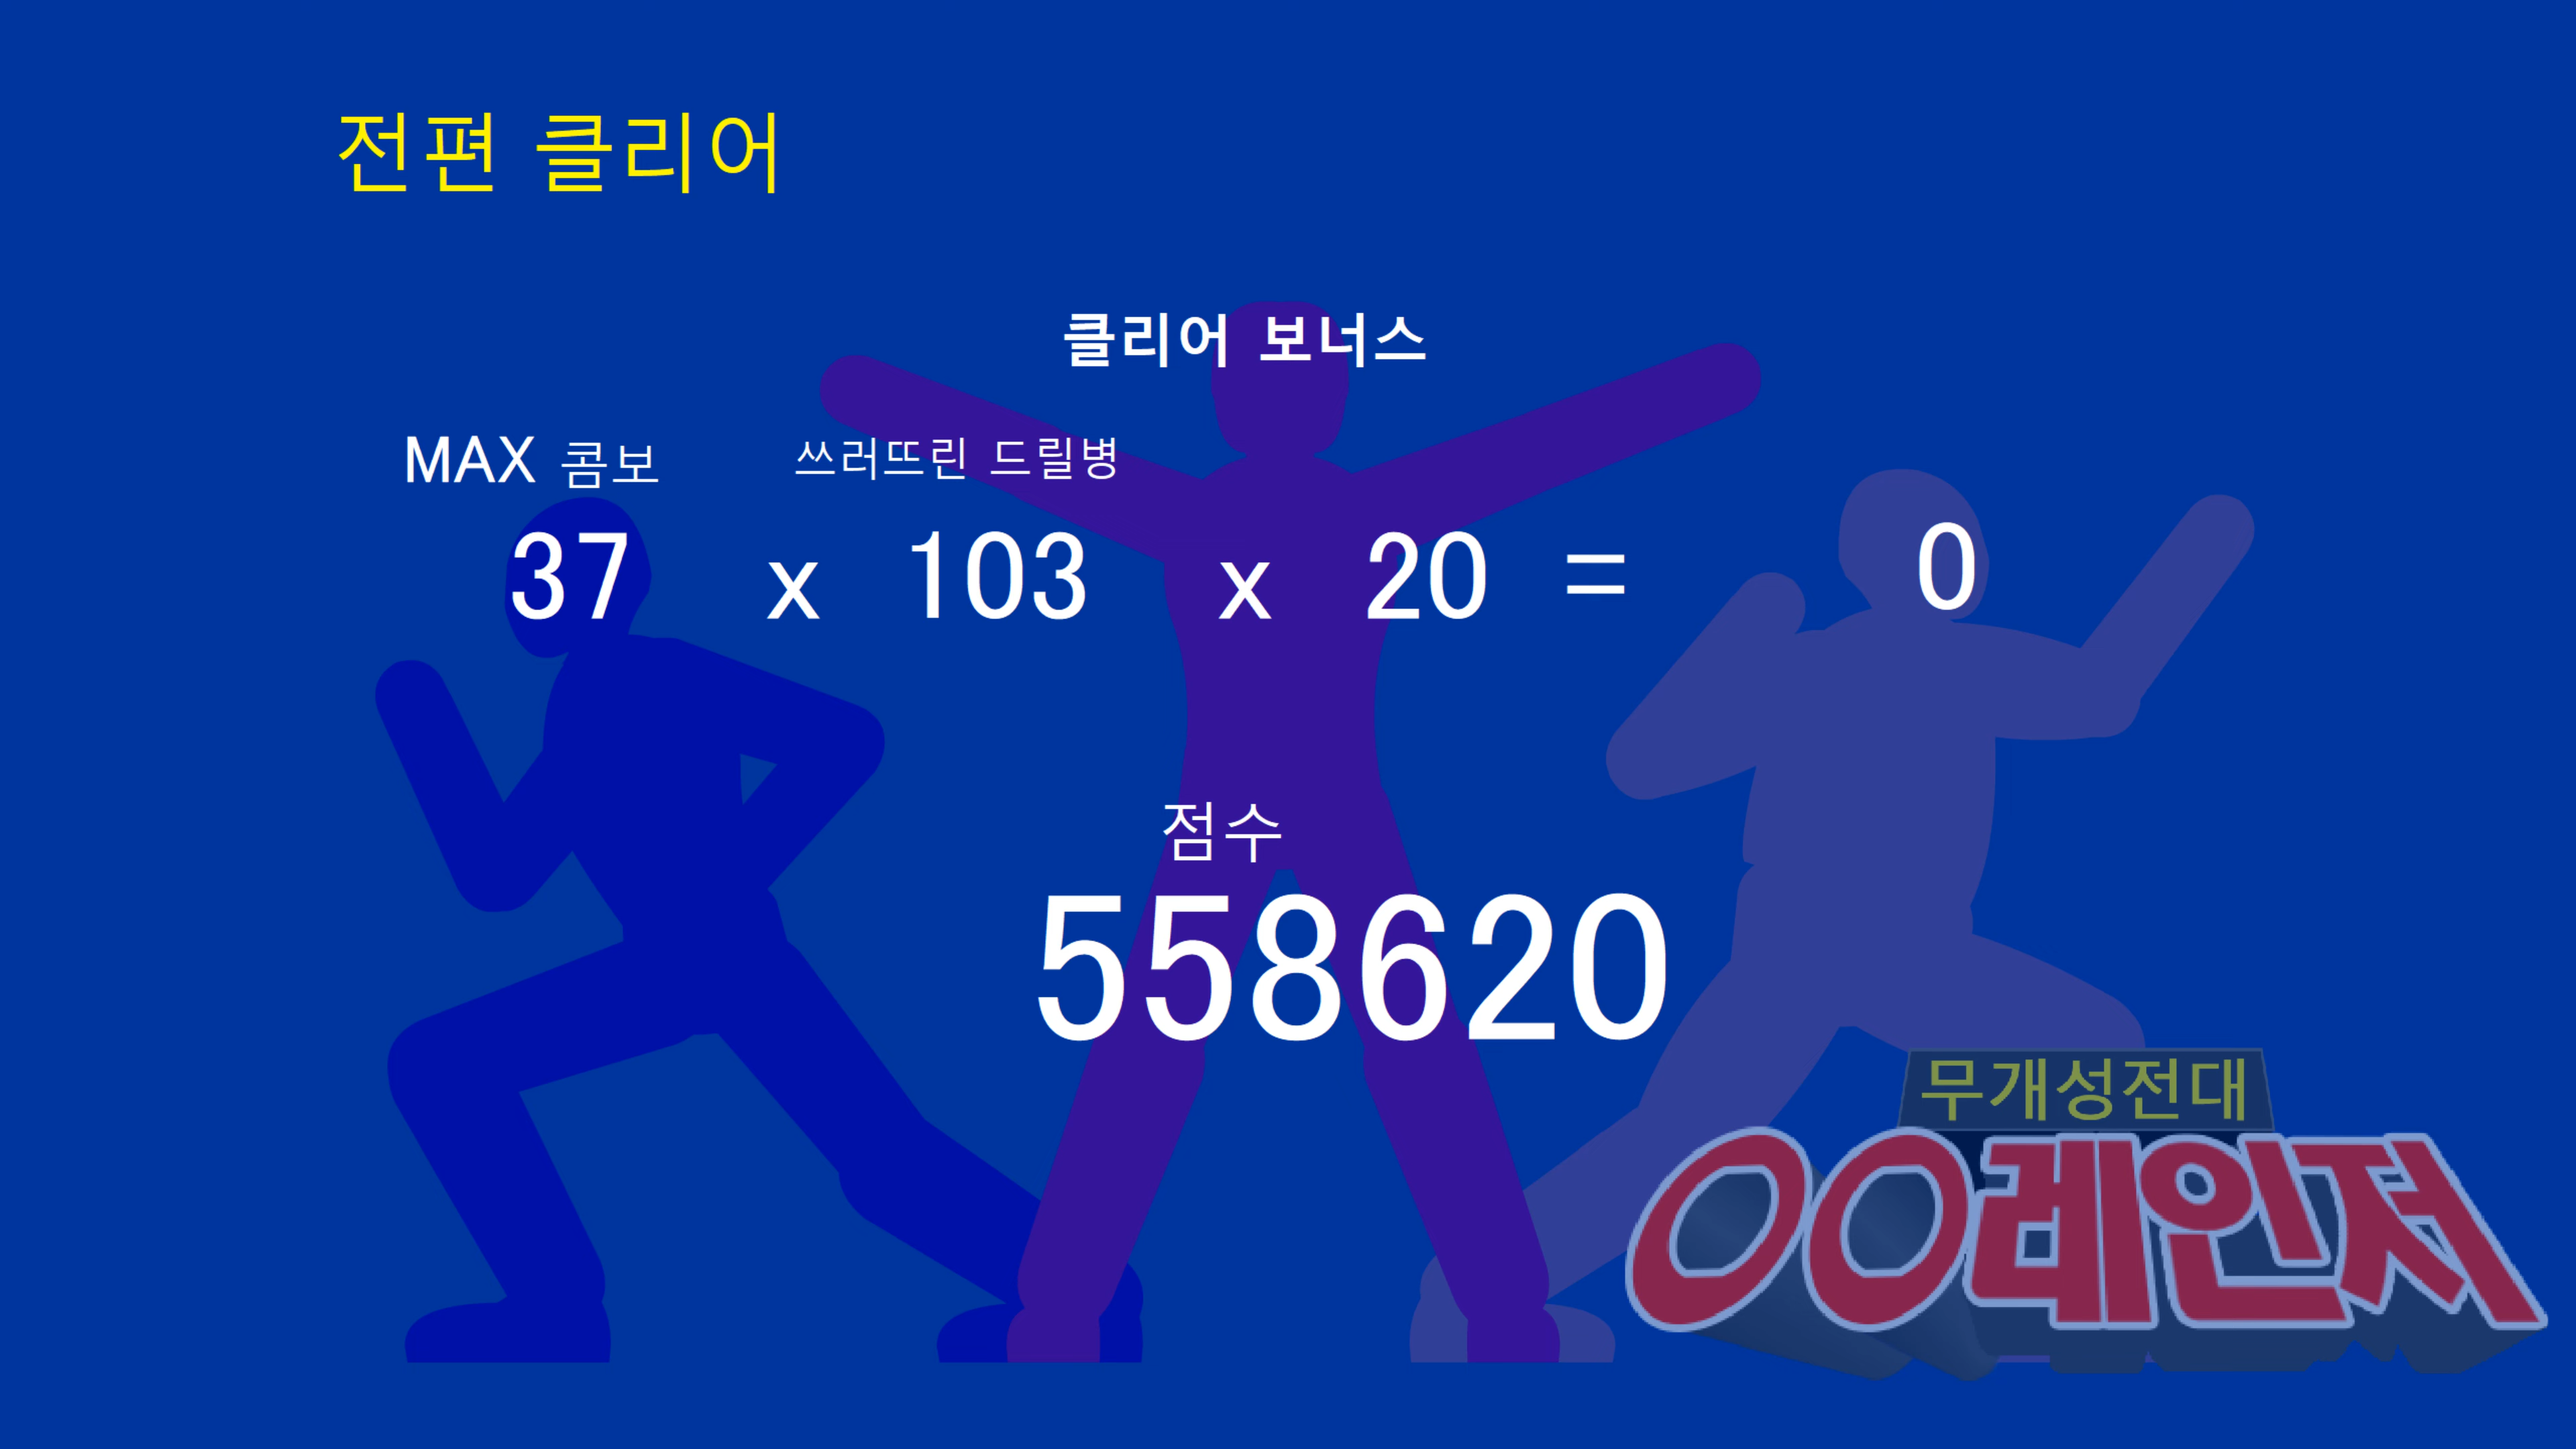 전편 클리어
클리어 보너스
MAX 콤보 쓰러뜨린 드릴병
37 x 103 x 20 = 0
점수
558620
무개성전대
OO레인저